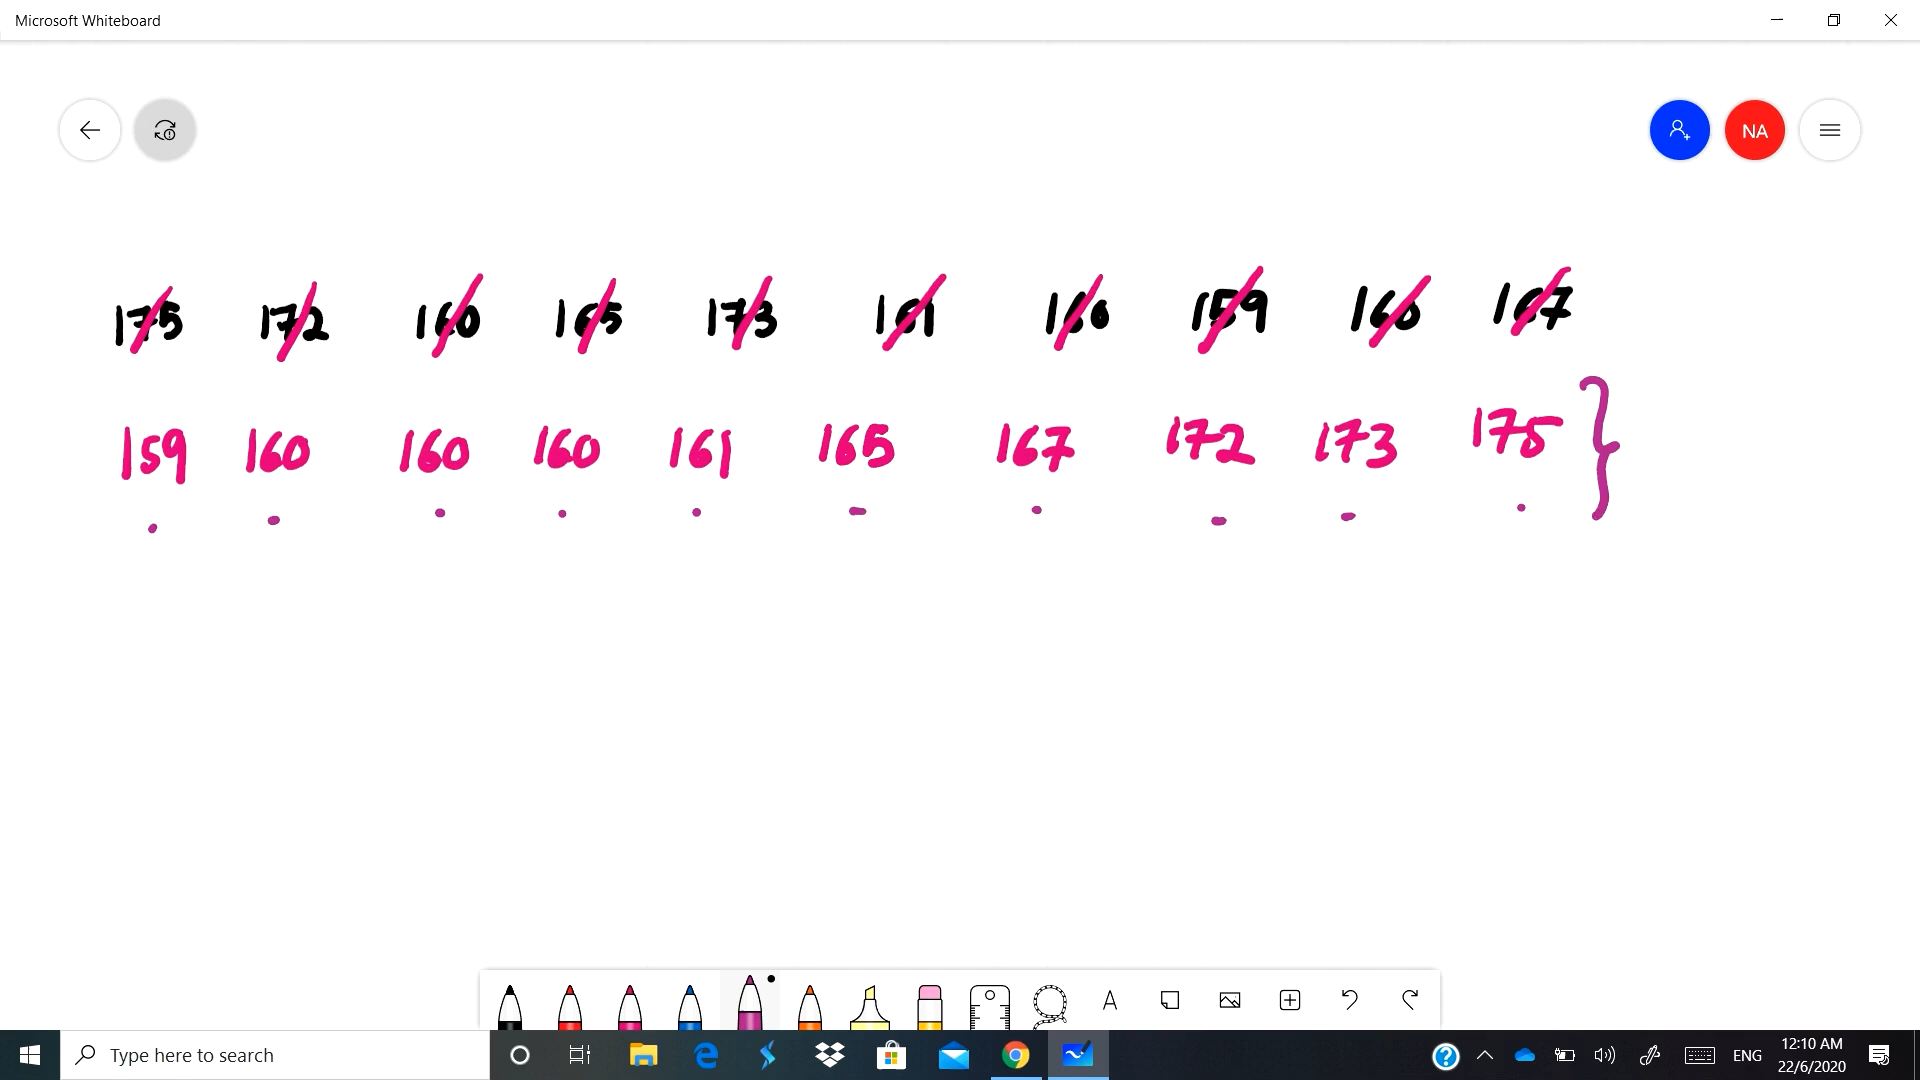 Microsoft Whiteboard
NA
175 172 160 165 173 161 160 159 160 167
159 160 160 160 161 165 167 172 173 175
A
Type here to search
ENG
12:10 AM
22/6/2020